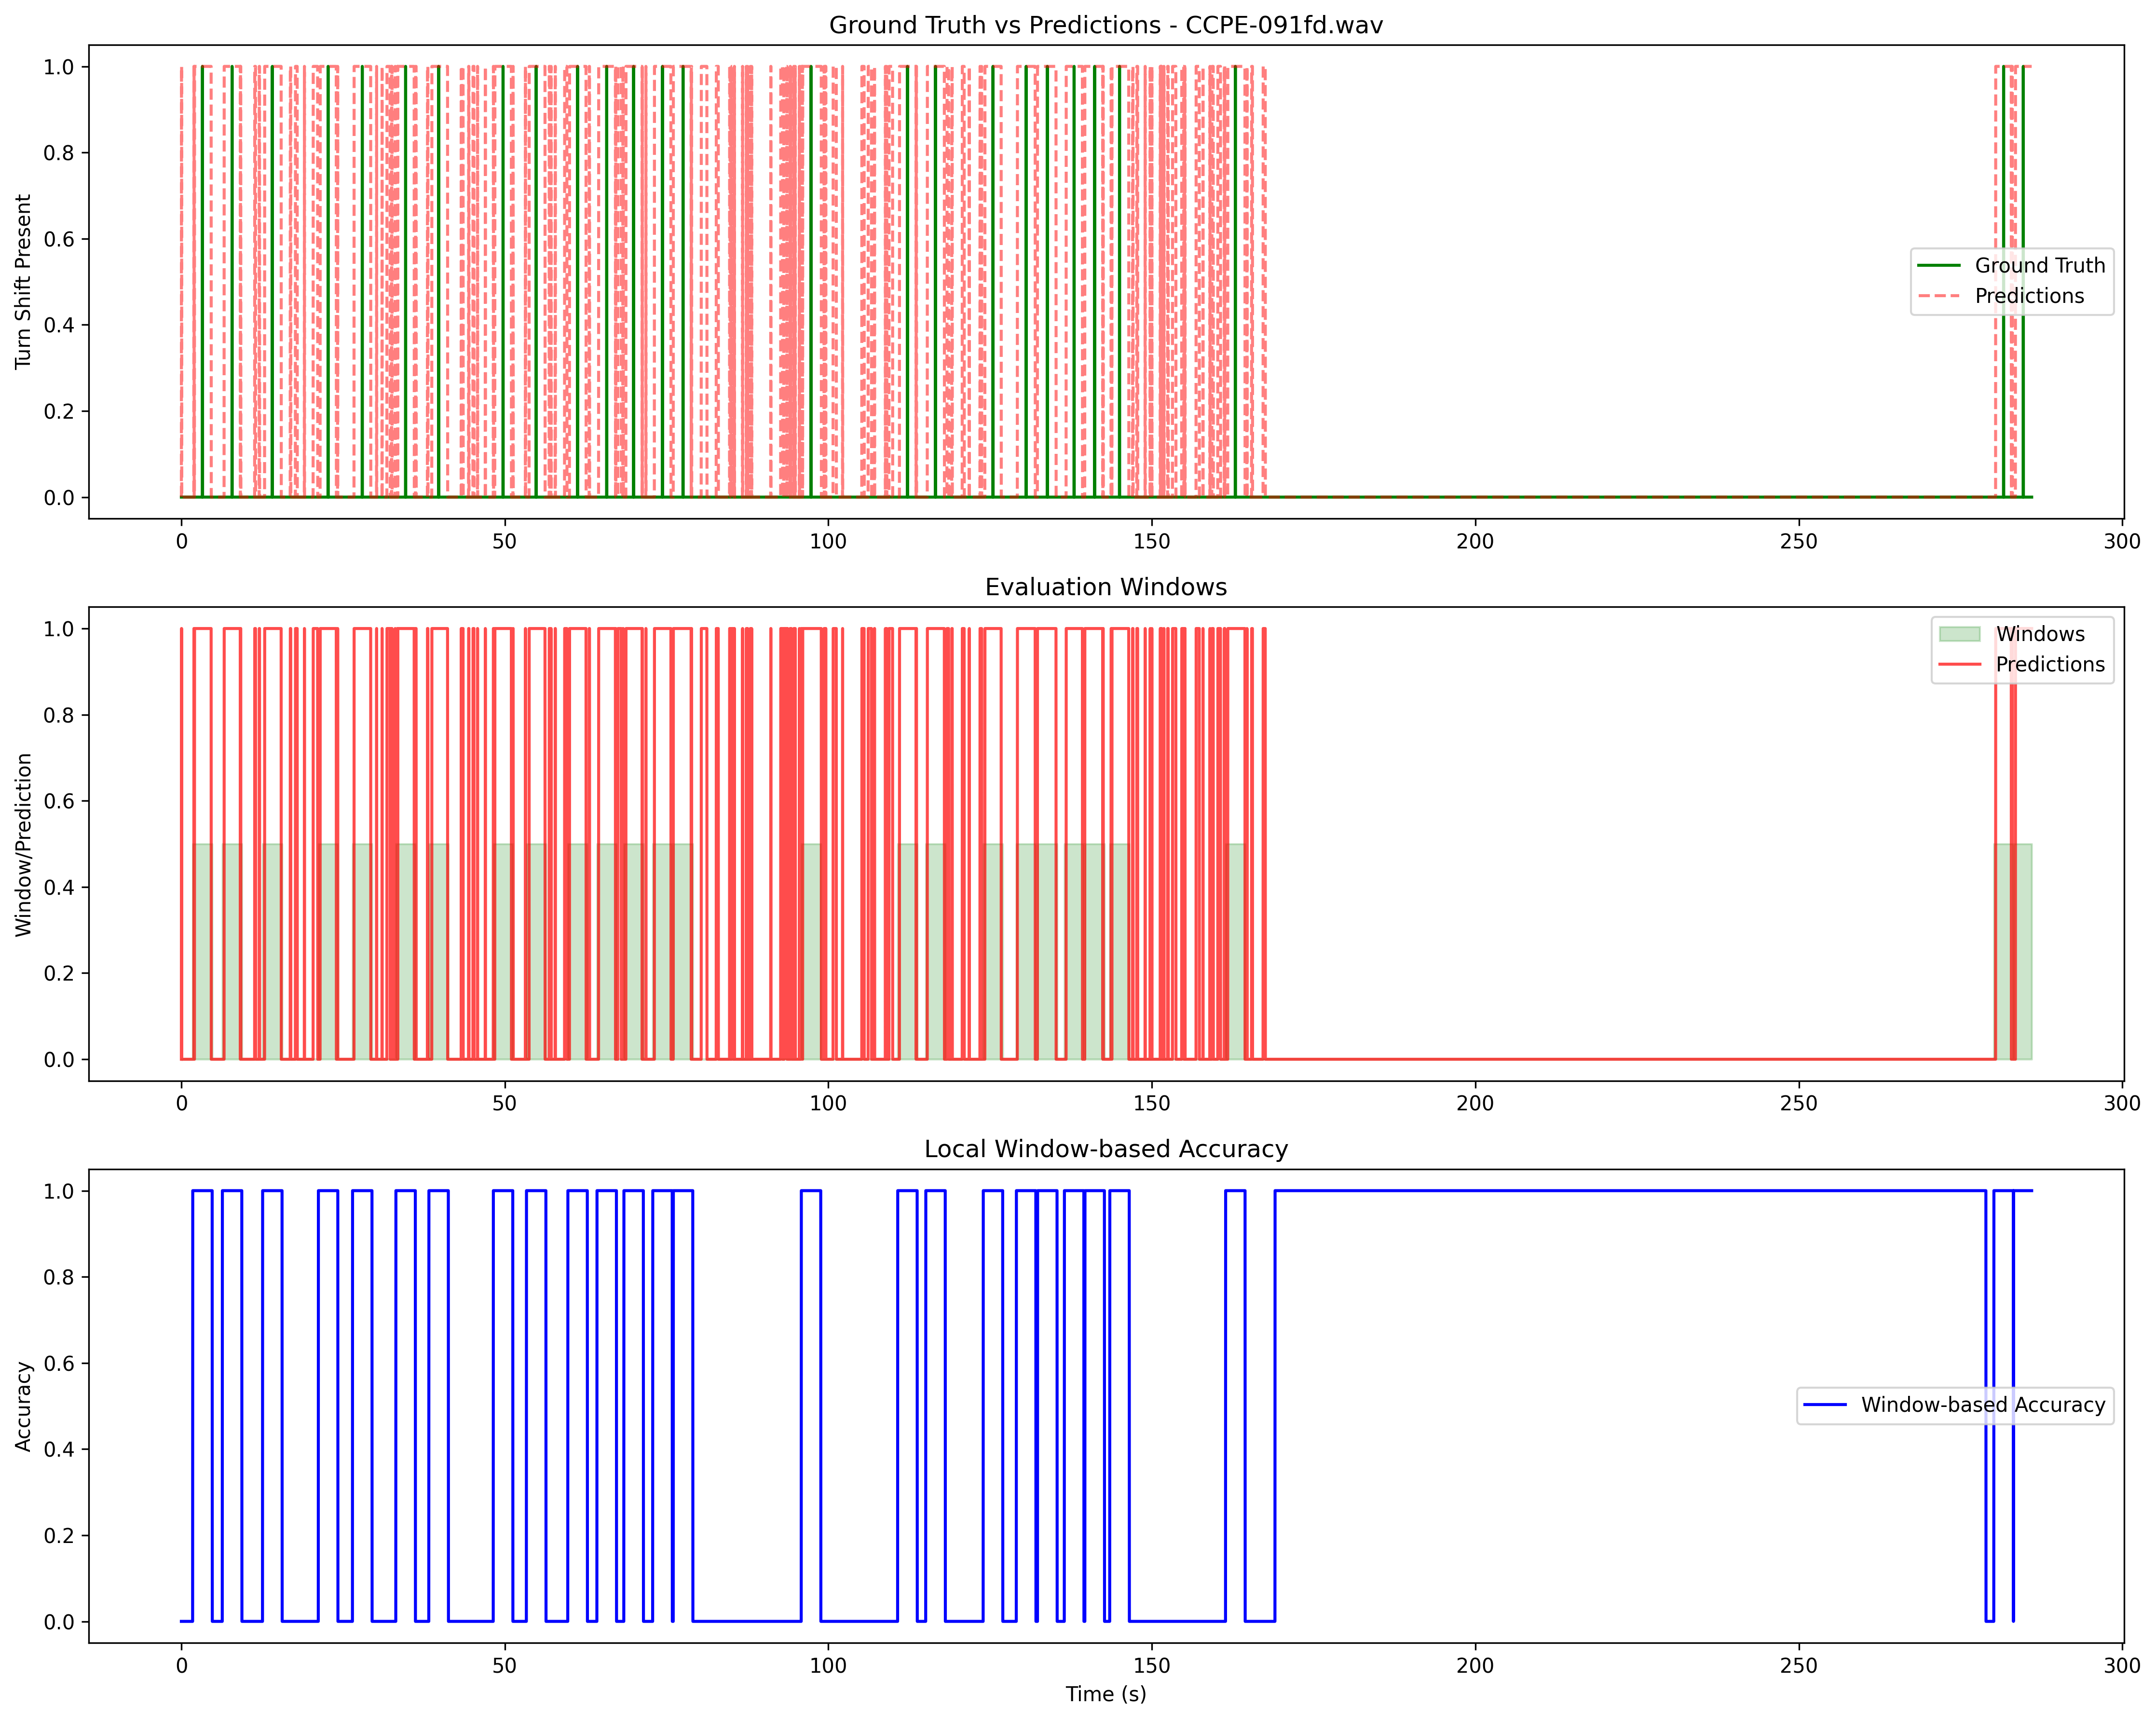 Ground Truth vs Predictions - CCPE-091fd.wav
Turn Shift Present
1.0
0.8
0.6
0.4
0.2
0.0
Ground Truth
Predictions
0 50 100 150 200 250 300
Evaluation Windows
Window/Prediction
1.0
0.8
0.6
0.4
0.2
0.0
Windows
Predictions
0 50 100 150 200 250 300
Local Window-based Accuracy
Accuracy
1.0
0.8
0.6
0.4
0.2
0.0
Window-based Accuracy
0 50 100 150 200 250 300
Time (s)